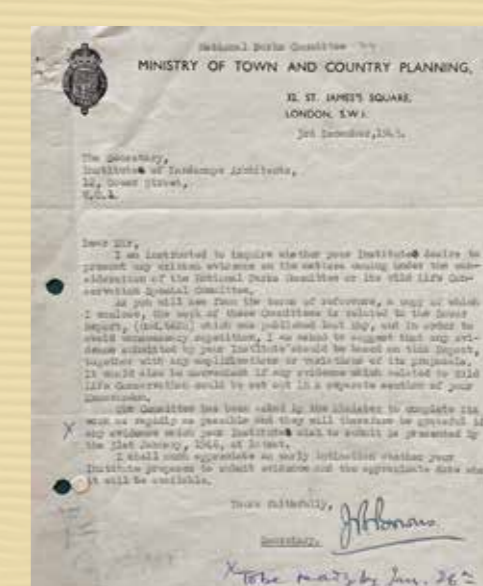 National Parks Committee
MINISTRY OF TOWN AND COUNTRY PLANNING,
32, ST. JAMES'S SQUARE,
LONDON, S.W.1.
3rd December, 1945.
The Secretary,
Institute of Landscape Architects,
12, Gower Street,
W.C.1.
Dear Sir,
I am instructed to inquire whether your Institute desire to
present any written evidence on the matters coming under the con-
sideration of the National Parks Committee or its Wild Life Con-
servation Special Committee.
As you will see from the terms of reference, a copy of which
I enclose, the work of these Committees is related to the Dower
Report, (Cmd.6628) which was published last May, and in order to
avoid unnecessary repetition, I am asked to suggest that any evi-
dence submitted by your Institute should be based on this Report,
together with any amplifications or variations of its proposals.
It would also be convenient if any evidence which related to Wild
Life Conservation could be set out in a separate section of your
Memorandum.
The Committee has been asked by the Minister to complete its
work as rapidly as possible and they will therefore be grateful if
any evidence which your Institute wish to submit is presented by
the 31st January, 1946, at latest.
I shall much appreciate an early intimation whether your
Institute proposes to submit evidence and the approximate date when
it will be available.
Yours faithfully,
Secretary.
X To be ready by Jan. 26th